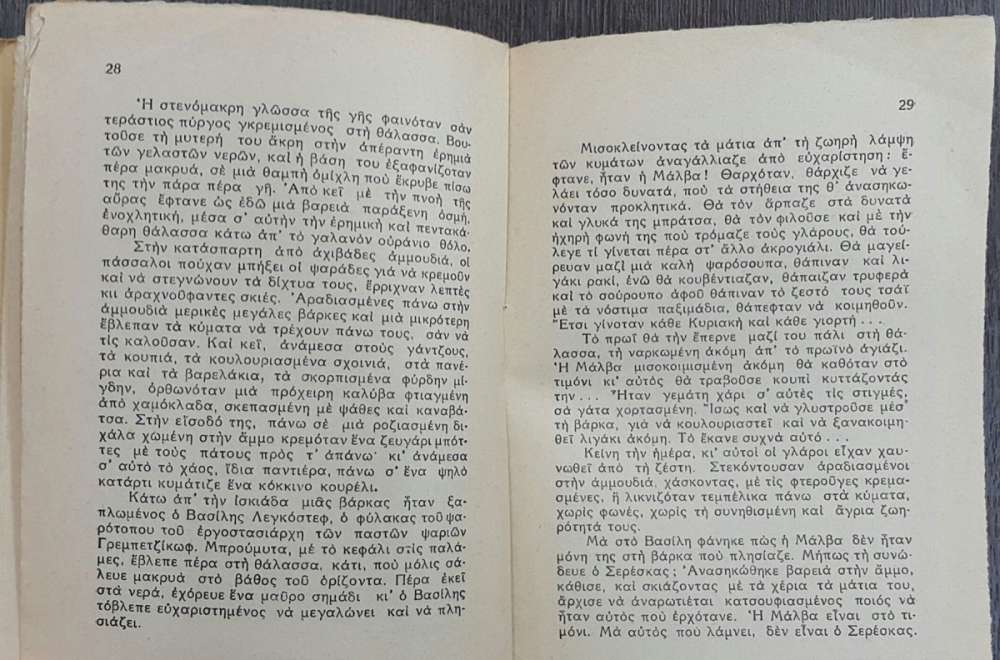 28
Ἡ στενόμακρη γλῶσσα τῆς γῆς φαινόταν σἀν
τεράστιος πύργος γκρεμισμένος στὴ θάλασσα. Βου-
τοῦσε τὴ μυτερή του ἄκρη στὴν ἀπέραντη ἐρημιὰ
τῶν γελαστῶν νερῶν, καὶ ἡ βάση του ἐξαφανίζοταν
πέρα μακρυά, σὲ μιὰ θαμπὴ ὁμίχλη ποὺ ἔκρυβε πίσω
της τὴν πάρα πέρα γῆ. Ἀπὸ κεῖ μὲ τὴν πνοὴ τῆς
αὔρας ἔφτανε ὡς ἐδῶ μιὰ βαρειὰ παράξενη ὀσμή,
ἐνοχλητική, μέσα σ' αὐτὴν τὴν ἐρημικὴ καὶ πεντακά-
θαρη θάλασσα κάτω ἀπ' τὸ γαλανὸν οὐράνιο θόλο.
Στὴν κατάσπαρτη ἀπὸ ἀχιβάδες ἀμμουδιά, οἱ
πάσσαλοι ποὖχαν μπήξει οἱ ψαράδες γιὰ νὰ κρεμοῦν
καὶ νὰ στεγνώνουν τὰ δίχτυα τους, ἔρριχναν λεπτὲς
κιι ἀραχνοΰφαντες σκιές. Ἀραδιασμένες πάνω στὴν
ἀμμουδιὰ μερικὲς μεγάλες βάρκες καὶ μιὰ μικρότερη
ἔβλεπαν τὰ κύματα νὰ τρέχουν πάνω τους, σὰν νὰ
τὶς καλοῦσαν. Καὶ κεῖ, ἀνάμεσα στοὺς γάντζους,
τὰ κουπιά, τὰ κουλουριασμένα σχοινιά, στὰ πανέ-
ρια καὶ τὰ βαρελάκια, τὰ σκορπισμένα φύρδην μί-
γδην, ὀρθωνόταν μιὰ πρόχειρη καλύβα φτιαγμένη
ἀπὸ χαμόκλαδα, σκεπασμένη μὲ ψάθες καὶ καναβά-
τσα. Στὴν εἴσοδό της, πάνω σὲ μιὰ ροζιασμένη δι-
χάλα χωμένη στὴν ἄμμο κρεμόταν ἕνα ζευγάρι μπό-
τες μὲ τοὺς πάτους πρὸς τ' ἀπάνω· κι' ἀνάμεσα
σ' αὐτὸ τὸ χάος, ἴδια παντιέρα, πάνω σ' ἕνα ψηλὸ
κατάρτι κυμάτιζε ἕνα κόκκινο κουρέλι.
Κάτω ἀπ' τὴν ἰσκιάδα μιᾶς βάρκας ἦταν ξα-
πλωμένος ὁ Βασίλης Λεγκόστεφ, ὁ φύλακας τοῦ ψα-
ρότοπου τοῦ ἐργοστασιάρχη τῶν παστῶν ψαριῶν
Γρεμπετζίκωφ. Μπρούμυτα, μὲ τὸ κεφάλι στὶς παλά-
μες, ἔβλεπε πέρα στὴ θάλασσα, κάτι, ποὺ μόλις σά-
λευε μακρυὰ στὸ βάθος τοῦ ὁρίζοντα. Πέρα ἐκεῖ
στὰ νερά, ἐχόρευε ἕνα μαῦρο σημάδι κι' ὁ Βασίλης
τὄβλεπε εὐχαριστημένος νὰ μεγαλώνει καὶ νὰ πλη-
σιάζει.
29
Μισοκλείνοντας τὰ μάτια ἀπ' τὴ ζωηρὴ λάμψη
τῶν κυμάτων ἀναγάλλιαζε ἀπὸ εὐχαρίστηση: ἔ-
φτανε, ἦταν ἡ Μάλβα! Θαρχόταν, θἄρχιζε νὰ γε-
λάει τόσο δυνατά, ποὺ τὰ στήθεια της θ' ἀνασηκω-
νόνταν προκλητικά. Θὰ τὸν ἅρπαζε στὰ δυνατὰ
καὶ γλυκά της μπράτσα, θὰ τὸν φιλοῦσε καὶ μὲ τὴν
ἠχηρὴ φωνή της ποὺ τρόμαζε τοὺς γλάρους, θὰ τοὔ-
λεγε τί γίνεται πέρα στ' ἄλλο ἀκρογιάλι. Θὰ μαγεί-
ρευαν μαζὶ μιὰ καλὴ ψαρόσουπα, θἄπιναν καὶ λι-
γάκι ρακί, ἐνῶ θὰ κουβέντιαζαν, θἄπαιζαν τρυφερὰ
καὶ τὸ σούρουπο ἀφοῦ θἄπιναν τὸ ζεστό τους τσάϊ
μὲ τὰ νόστιμα παξιμάδια, θἄπεφταν νὰ κοιμηθοῦν.
Ἔτσι γίνοταν κάθε Κυριακὴ καὶ κάθε γιορτή . . .
Τὸ πρωῒ θὰ τὴν ἔπερνε μαζί του πάλι στὴ θά-
λασσα, τὴ ναρκωμένη ἀκόμη ἀπ' τὸ πρωϊνὸ ἀγιάζι.
Ἡ Μάλβα μισοκοιμισμένη ἀκόμη θὰ καθόταν στὸ
τιμόνι κι' αὐτὸς θὰ τραβοῦσε κουπὶ κυττάζοντάς
την . . . Ἦταν γεμάτη χάρι σ' αὐτὲς τὶς στιγμές,
σὰ γάτα χορτασμένη. Ἴσως καὶ νὰ γλυστροῦσε μέσ'
τὴ βάρκα, γιὰ νὰ κουλουριαστεῖ καὶ νὰ ξανακοιμη-
θεῖ λιγάκι ἀκόμη. Τὸ ἔκανε συχνὰ αὐτό . . .
Κείνη τὴν ἡμέρα, κι' αὐτοὶ οἱ γλάροι εἶχαν χαυ-
νωθεῖ ἀπὸ τὴ ζέστη. Στεκόντουσαν ἀραδιασμένοι
στὴν ἀμμουδιά, χάσκοντας, μὲ τὶς φτεροῦγες κρεμα-
σμένες, ἢ λικνιζόταν τεμπέλικα πάνω στὰ κύματα,
χωρὶς φωνές, χωρὶς τὴ συνηθισμένη καὶ ἄγρια ζωη-
ρότητά τους.
Μὰ στὸ Βασίλη φάνηκε πὼς ἡ Μάλβα δὲν ἦταν
μόνη της στὴ βάρκα ποὺ πλησίαζε. Μήπως τὴ συνώ-
δευε ὁ Σερέσκας; Ἀνασηκώθηκε βαρειὰ στὴν ἄμμο,
κάθισε, καὶ σκιάζοντας μὲ τὰ χέρια τὰ μάτια του,
ἄρχισε νὰ ἀναρωτιέται κατσουφιασμένος ποιός νὰ
ἦταν αὐτὸς ποὺ ἐρχότανε. Ἡ Μάλβα εἶναι στὸ τι-
μόνι. Μὰ αὐτὸς ποὺ λάμνει, δὲν εἶναι ὁ Σερέσκας.